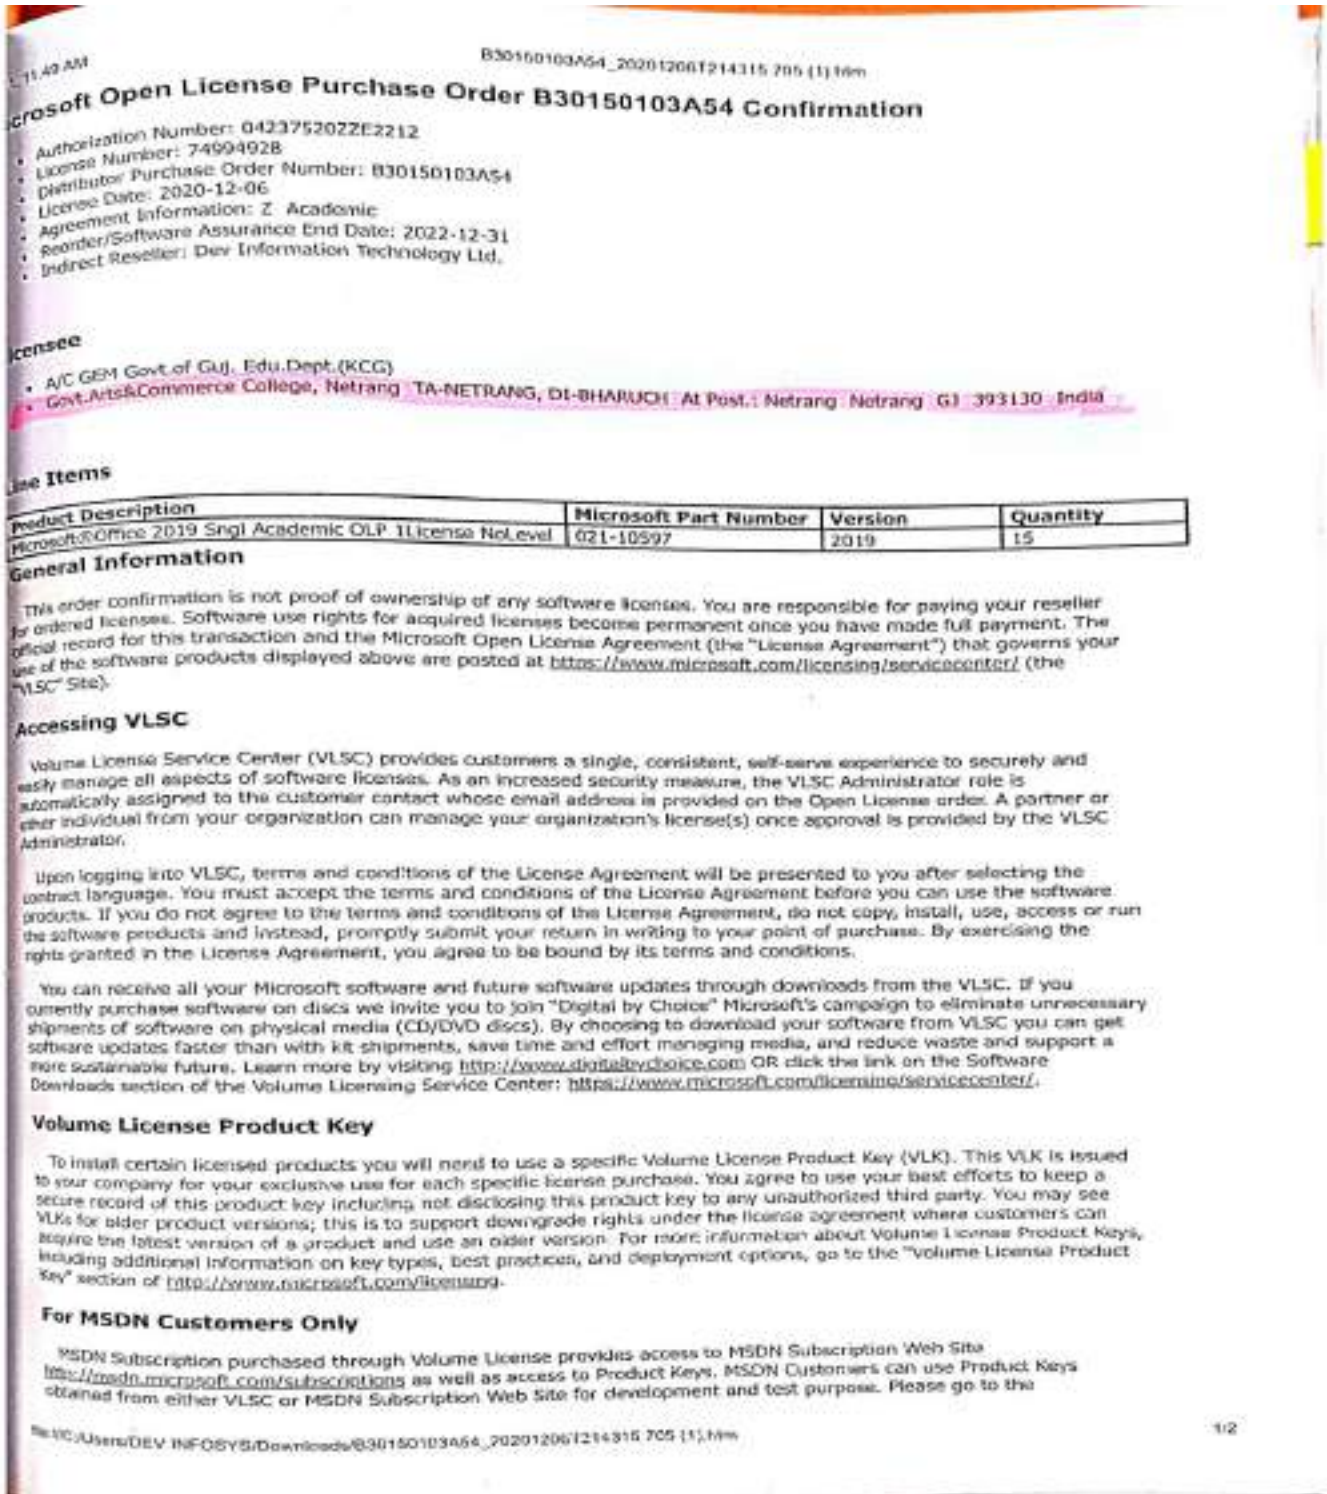 11:49 AM
B30150103A54_20201206T214315 705 (1).htm
crosoft Open License Purchase Order B30150103A54 Confirmation
• Authorization Number: 04237520ZZE2212
• License Number: 74994928
• Distributor Purchase Order Number: B30150103A54
• License Date: 2020-12-06
• Agreement Information: Z Academic
• Reorder/Software Assurance End Date: 2022-12-31
• Indirect Reseller: Dev Information Technology Ltd.
icensee
• A/C GEM Govt.of Guj. Edu.Dept.(KCG)
• Govt.Arts&Commerce College, Netrang TA-NETRANG, DI-BHARUCH At Post.: Netrang Netrang GJ 393130 India
ine Items
Product Description Microsoft Part Number Version Quantity
Microsoft®Office 2019 Sngl Academic OLP 1License NoLevel 021-10597 2019 15
General Information
This order confirmation is not proof of ownership of any software licenses. You are responsible for paying your reseller
for ordered licenses. Software use rights for acquired licenses become permanent once you have made full payment. The
official record for this transaction and the Microsoft Open License Agreement (the "License Agreement") that governs your
use of the software products displayed above are posted at https://www.microsoft.com/licensing/servicecenter/ (the
"VLSC" Site).
Accessing VLSC
Volume License Service Center (VLSC) provides customers a single, consistent, self-serve experience to securely and
easily manage all aspects of software licenses. As an increased security measure, the VLSC Administrator role is
automatically assigned to the customer contact whose email address is provided on the Open License order. A partner or
other individual from your organization can manage your organization's license(s) once approval is provided by the VLSC
Administrator.
Upon logging into VLSC, terms and conditions of the License Agreement will be presented to you after selecting the
contract language. You must accept the terms and conditions of the License Agreement before you can use the software
products. If you do not agree to the terms and conditions of the License Agreement, do not copy, install, use, access or run
the software products and instead, promptly submit your return in writing to your point of purchase. By exercising the
rights granted in the License Agreement, you agree to be bound by its terms and conditions.
You can receive all your Microsoft software and future software updates through downloads from the VLSC. If you
currently purchase software on discs we invite you to join "Digital by Choice" Microsoft's campaign to eliminate unnecessary
shipments of software on physical media (CD/DVD discs). By choosing to download your software from VLSC you can get
software updates faster than with kit shipments, save time and effort managing media, and reduce waste and support a
more sustainable future. Learn more by visiting http://www.digitalbychoice.com OR click the link on the Software
Downloads section of the Volume Licensing Service Center: https://www.microsoft.com/licensing/servicecenter/.
Volume License Product Key
To install certain licensed products you will need to use a specific Volume License Product Key (VLK). This VLK is issued
to your company for your exclusive use for each specific license purchase. You agree to use your best efforts to keep a
secure record of this product key including not disclosing this product key to any unauthorized third party. You may see
VLKs for older product versions; this is to support downgrade rights under the license agreement where customers can
acquire the latest version of a product and use an older version. For more information about Volume License Product Keys,
including additional information on key types, best practices, and deployment options, go to the "Volume License Product
Key" section of http://www.microsoft.com/licensing.
For MSDN Customers Only
MSDN Subscription purchased through Volume License provides access to MSDN Subscription Web Site
http://msdn.microsoft.com/subscriptions as well as access to Product Keys. MSDN Customers can use Product Keys
obtained from either VLSC or MSDN Subscription Web Site for development and test purpose. Please go to the
file:///C:/Users/DEV INFOSYS/Downloads/B30150103A54_20201206T214315 705 (1).htm
1/2